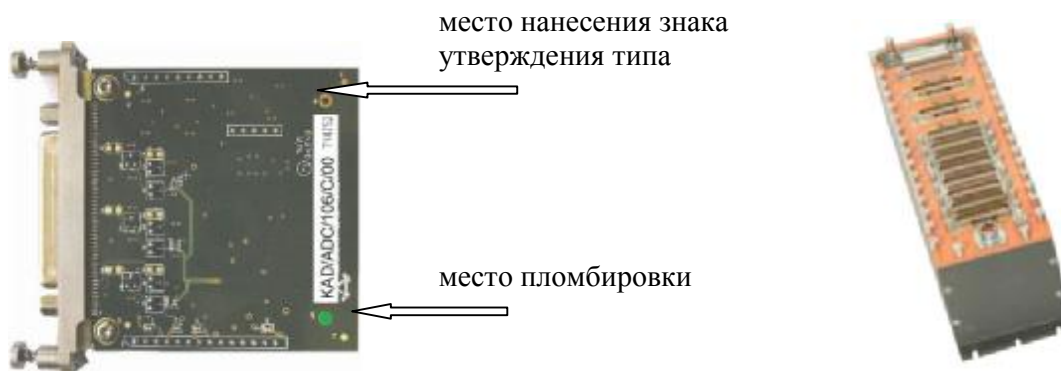 место нанесения знака
утверждения типа
KAD/ADC/106/C/00
место пломбировки